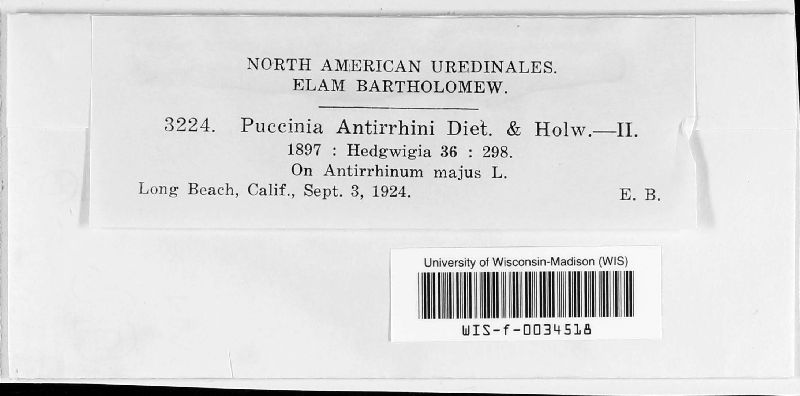 NORTH AMERICAN UREDINALES.
ELAM BARTHOLOMEW.
3224. Puccinia Antirrhini Diet. & Holw.—II.
1897 : Hedgwigia 36 : 298.
On Antirrhinum majus L.
Long Beach, Calif., Sept. 3, 1924. E. B.
University of Wisconsin-Madison (WIS)
WIS-f-0034518